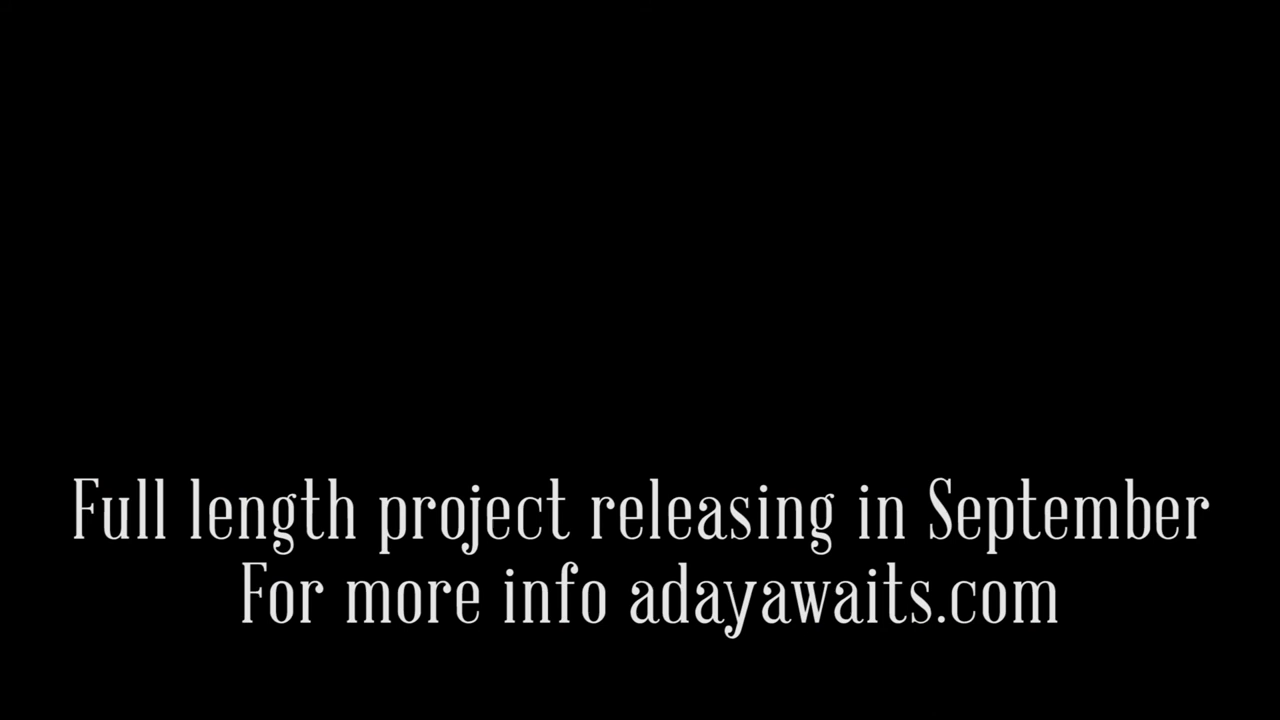 Full length project releasing in September
For more info adayawaits.com